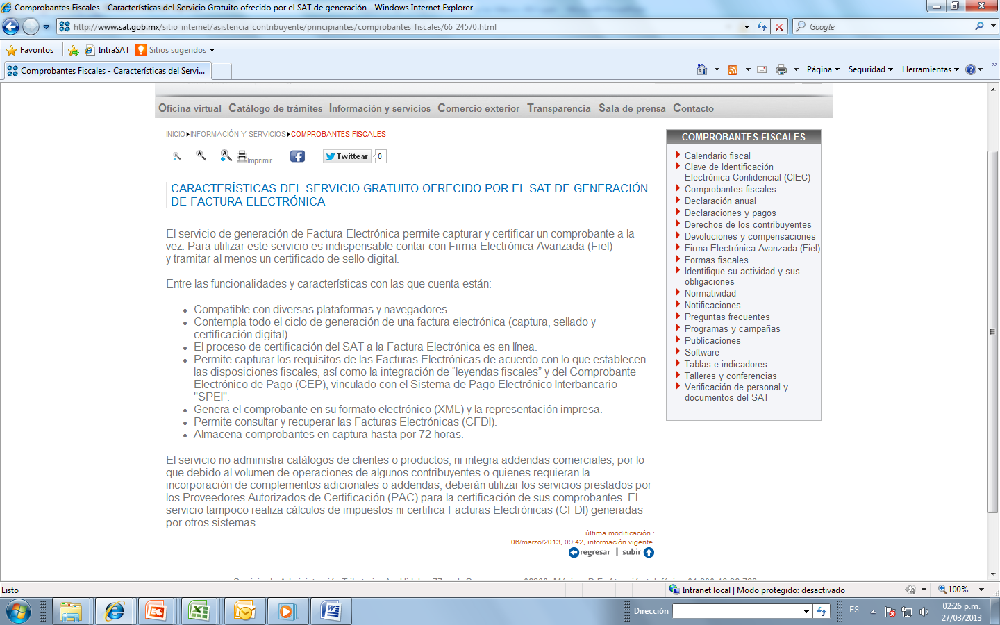 Comprobantes Fiscales - Características del Servicio Gratuito ofrecido por el SAT de generación - Windows Internet Explorer
http://www.sat.gob.mx/sitio_internet/asistencia_contribuyente/principiantes/comprobantes_fiscales/66_24570.html
Google
Favoritos
IntraSAT
Sitios sugeridos
Comprobantes Fiscales - Características del Servi...
Página
Seguridad
Herramientas
Oficina virtual Catálogo de trámites Información y servicios Comercio exterior Transparencia Sala de prensa Contacto
INICIO INFORMACIÓN Y SERVICIOS COMPROBANTES FISCALES
A A Imprimir
Twittear 0
CARACTERÍSTICAS DEL SERVICIO GRATUITO OFRECIDO POR EL SAT DE GENERACIÓN
DE FACTURA ELECTRÓNICA
El servicio de generación de Factura Electrónica permite capturar y certificar un comprobante a la
vez. Para utilizar este servicio es indispensable contar con Firma Electrónica Avanzada (Fiel)
y tramitar al menos un certificado de sello digital.
Entre las funcionalidades y características con las que cuenta están:
Compatible con diversas plataformas y navegadores
Contempla todo el ciclo de generación de una factura electrónica (captura, sellado y
certificación digital).
El proceso de certificación del SAT a la Factura Electrónica es en línea.
Permite capturar los requisitos de las Facturas Electrónicas de acuerdo con lo que establecen
las disposiciones fiscales, así como la integración de “leyendas fiscales” y del Comprobante
Electrónico de Pago (CEP), vinculado con el Sistema de Pago Electrónico Interbancario
"SPEI".
Genera el comprobante en su formato electrónico (XML) y la representación impresa.
Permite consultar y recuperar las Facturas Electrónicas (CFDI).
Almacena comprobantes en captura hasta por 72 horas.
El servicio no administra catálogos de clientes o productos, ni integra addendas comerciales, por lo
que debido al volumen de operaciones de algunos contribuyentes o quienes requieran la
incorporación de complementos adicionales o addendas, deberán utilizar los servicios prestados por
los Proveedores Autorizados de Certificación (PAC) para la certificación de sus comprobantes. El
servicio tampoco realiza cálculos de impuestos ni certifica Facturas Electrónicas (CFDI) generadas
por otros sistemas.
última modificación :
06/marzo/2013, 09:42, información vigente.
regresar | subir
COMPROBANTES FISCALES
Calendario fiscal
Clave de Identificación
Electrónica Confidencial (CIEC)
Comprobantes fiscales
Declaración anual
Declaraciones y pagos
Derechos de los contribuyentes
Devoluciones y compensaciones
Firma Electrónica Avanzada (Fiel)
Formas fiscales
Identifique su actividad y sus
obligaciones
Normatividad
Notificaciones
Preguntas frecuentes
Programas y campañas
Publicaciones
Software
Tablas e indicadores
Talleres y conferencias
Verificación de personal y
documentos del SAT
Listo
Intranet local | Modo protegido: desactivado
100%
Dirección
ES
02:26 p.m.
27/03/2013